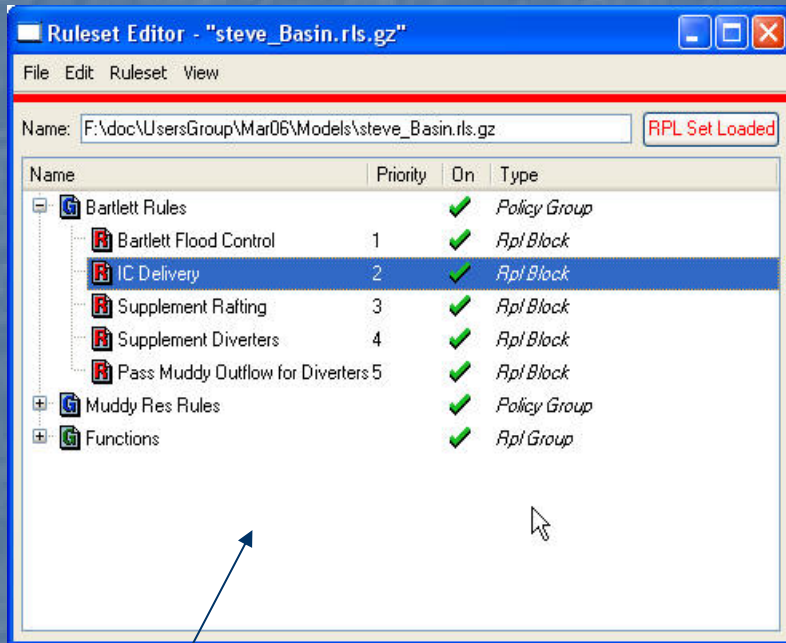 Ruleset Editor - "steve_Basin.rls.gz"
File Edit Ruleset View
Name: F:\doc\UsersGroup\Mar06\Models\steve_Basin.rls.gz RPL Set Loaded
Name Priority On Type
Bartlett Rules Policy Group
Bartlett Flood Control 1 Rpl Block
IC Delivery 2 Rpl Block
Supplement Rafting 3 Rpl Block
Supplement Diverters 4 Rpl Block
Pass Muddy Outflow for Diverters 5 Rpl Block
Muddy Res Rules Policy Group
Functions Rpl Group